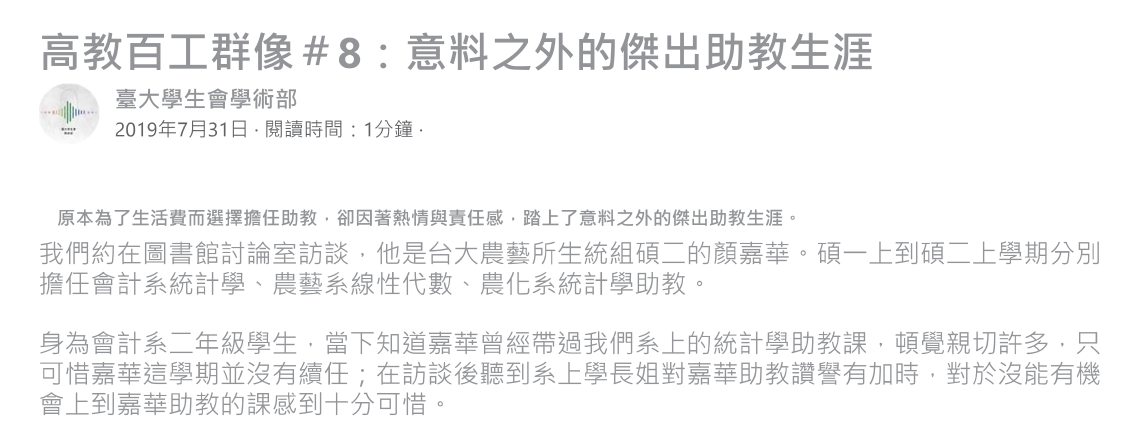 高教百工群像＃8：意料之外的傑出助教生涯
臺大學生會學術部
2019年7月31日 · 閱讀時間：1分鐘 ·
原本為了生活費而選擇擔任助教，卻因著熱情與責任感，踏上了意料之外的傑出助教生涯。
我們約在圖書館討論室訪談，他是台大農藝所生統組碩二的顏嘉華。碩一上到碩二上學期分別
擔任會計系統計學、農藝系線性代數、農化系統計學助教。
身為會計系二年級學生，當下知道嘉華曾經帶過我們系上的統計學助教課，頓覺親切許多，只
可惜嘉華這學期並沒有續任；在訪談後聽到系上學長姐對嘉華助教讚譽有加時，對於沒能有機
會上到嘉華助教的課感到十分可惜。